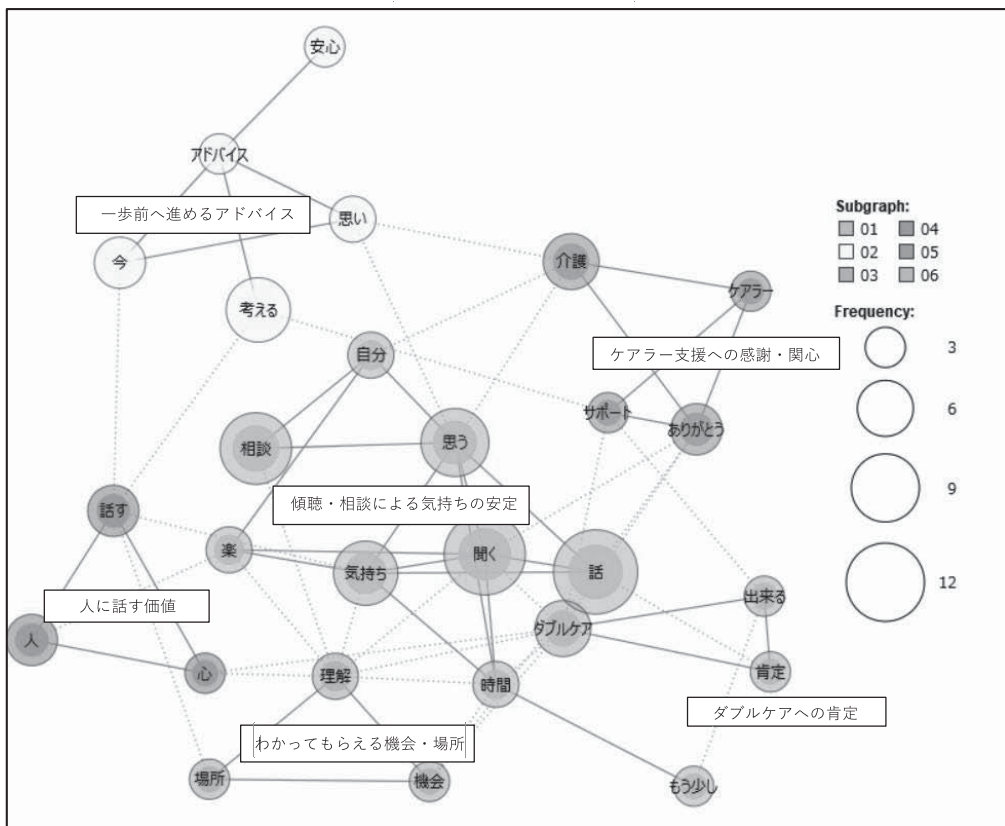 安心
アドバイス
一歩前へ進めるアドバイス
思い
今
介護
ケアラー
考える
自分
ケアラー支援への感謝・関心
サポート
ありがとう
相談
思う
傾聴・相談による気持ちの安定
話す
楽
気持ち
聞く
話
人に話す価値
ダブルケア
出来る
人
心
理解
時間
肯定
ダブルケアへの肯定
わかってもらえる機会・場所
場所
機会
もう少し
Subgraph:
01 04
02 05
03 06
Frequency:
3
6
9
12